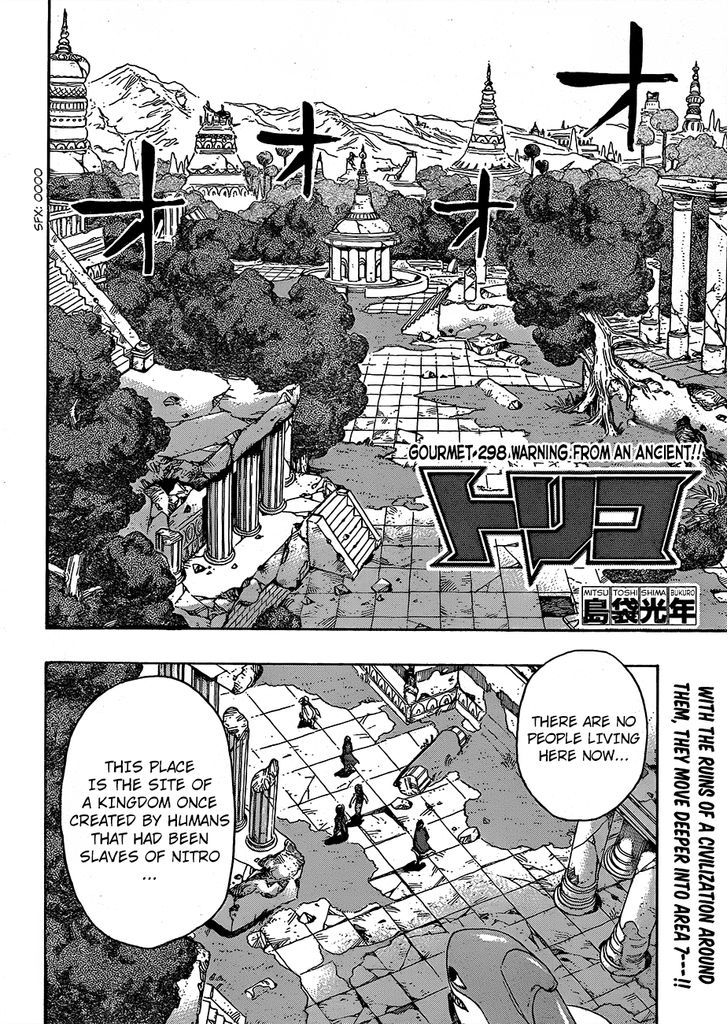 オ
オ
オ
オ
SFX: OOOO
GOURMET 298 WARNING FROM AN ANCIENT!!
トリコ
MITSU TOSHI SHIMA BUKURO
島袋光年
THERE ARE NO
PEOPLE LIVING
HERE NOW...
THIS PLACE
IS THE SITE OF
A KINGDOM ONCE
CREATED BY HUMANS
THAT HAD BEEN
SLAVES OF NITRO
...
WITH THE RUINS OF A CIVILIZATION AROUND
THEM, THEY MOVE DEEPER INTO AREA 7---!!